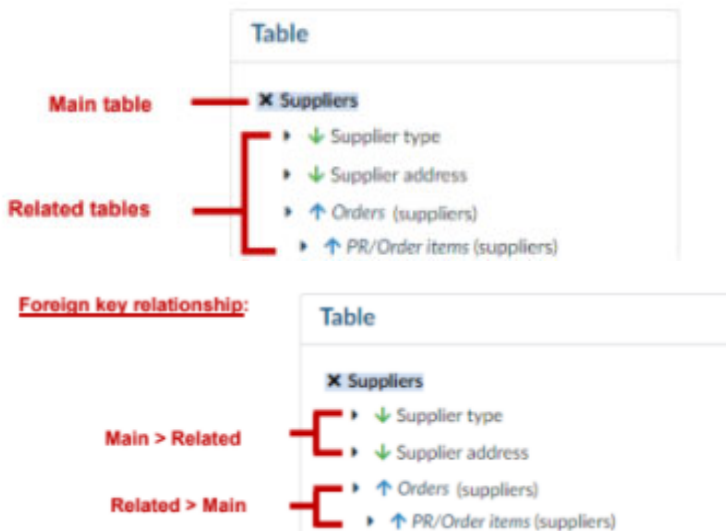 Table
Main table
Suppliers
Supplier type
Supplier address
Related tables
Orders (suppliers)
PR/Order items (suppliers)
Foreign key relationship:
Table
Suppliers
Supplier type
Main > Related
Supplier address
Orders (suppliers)
Related > Main
PR/Order items (suppliers)